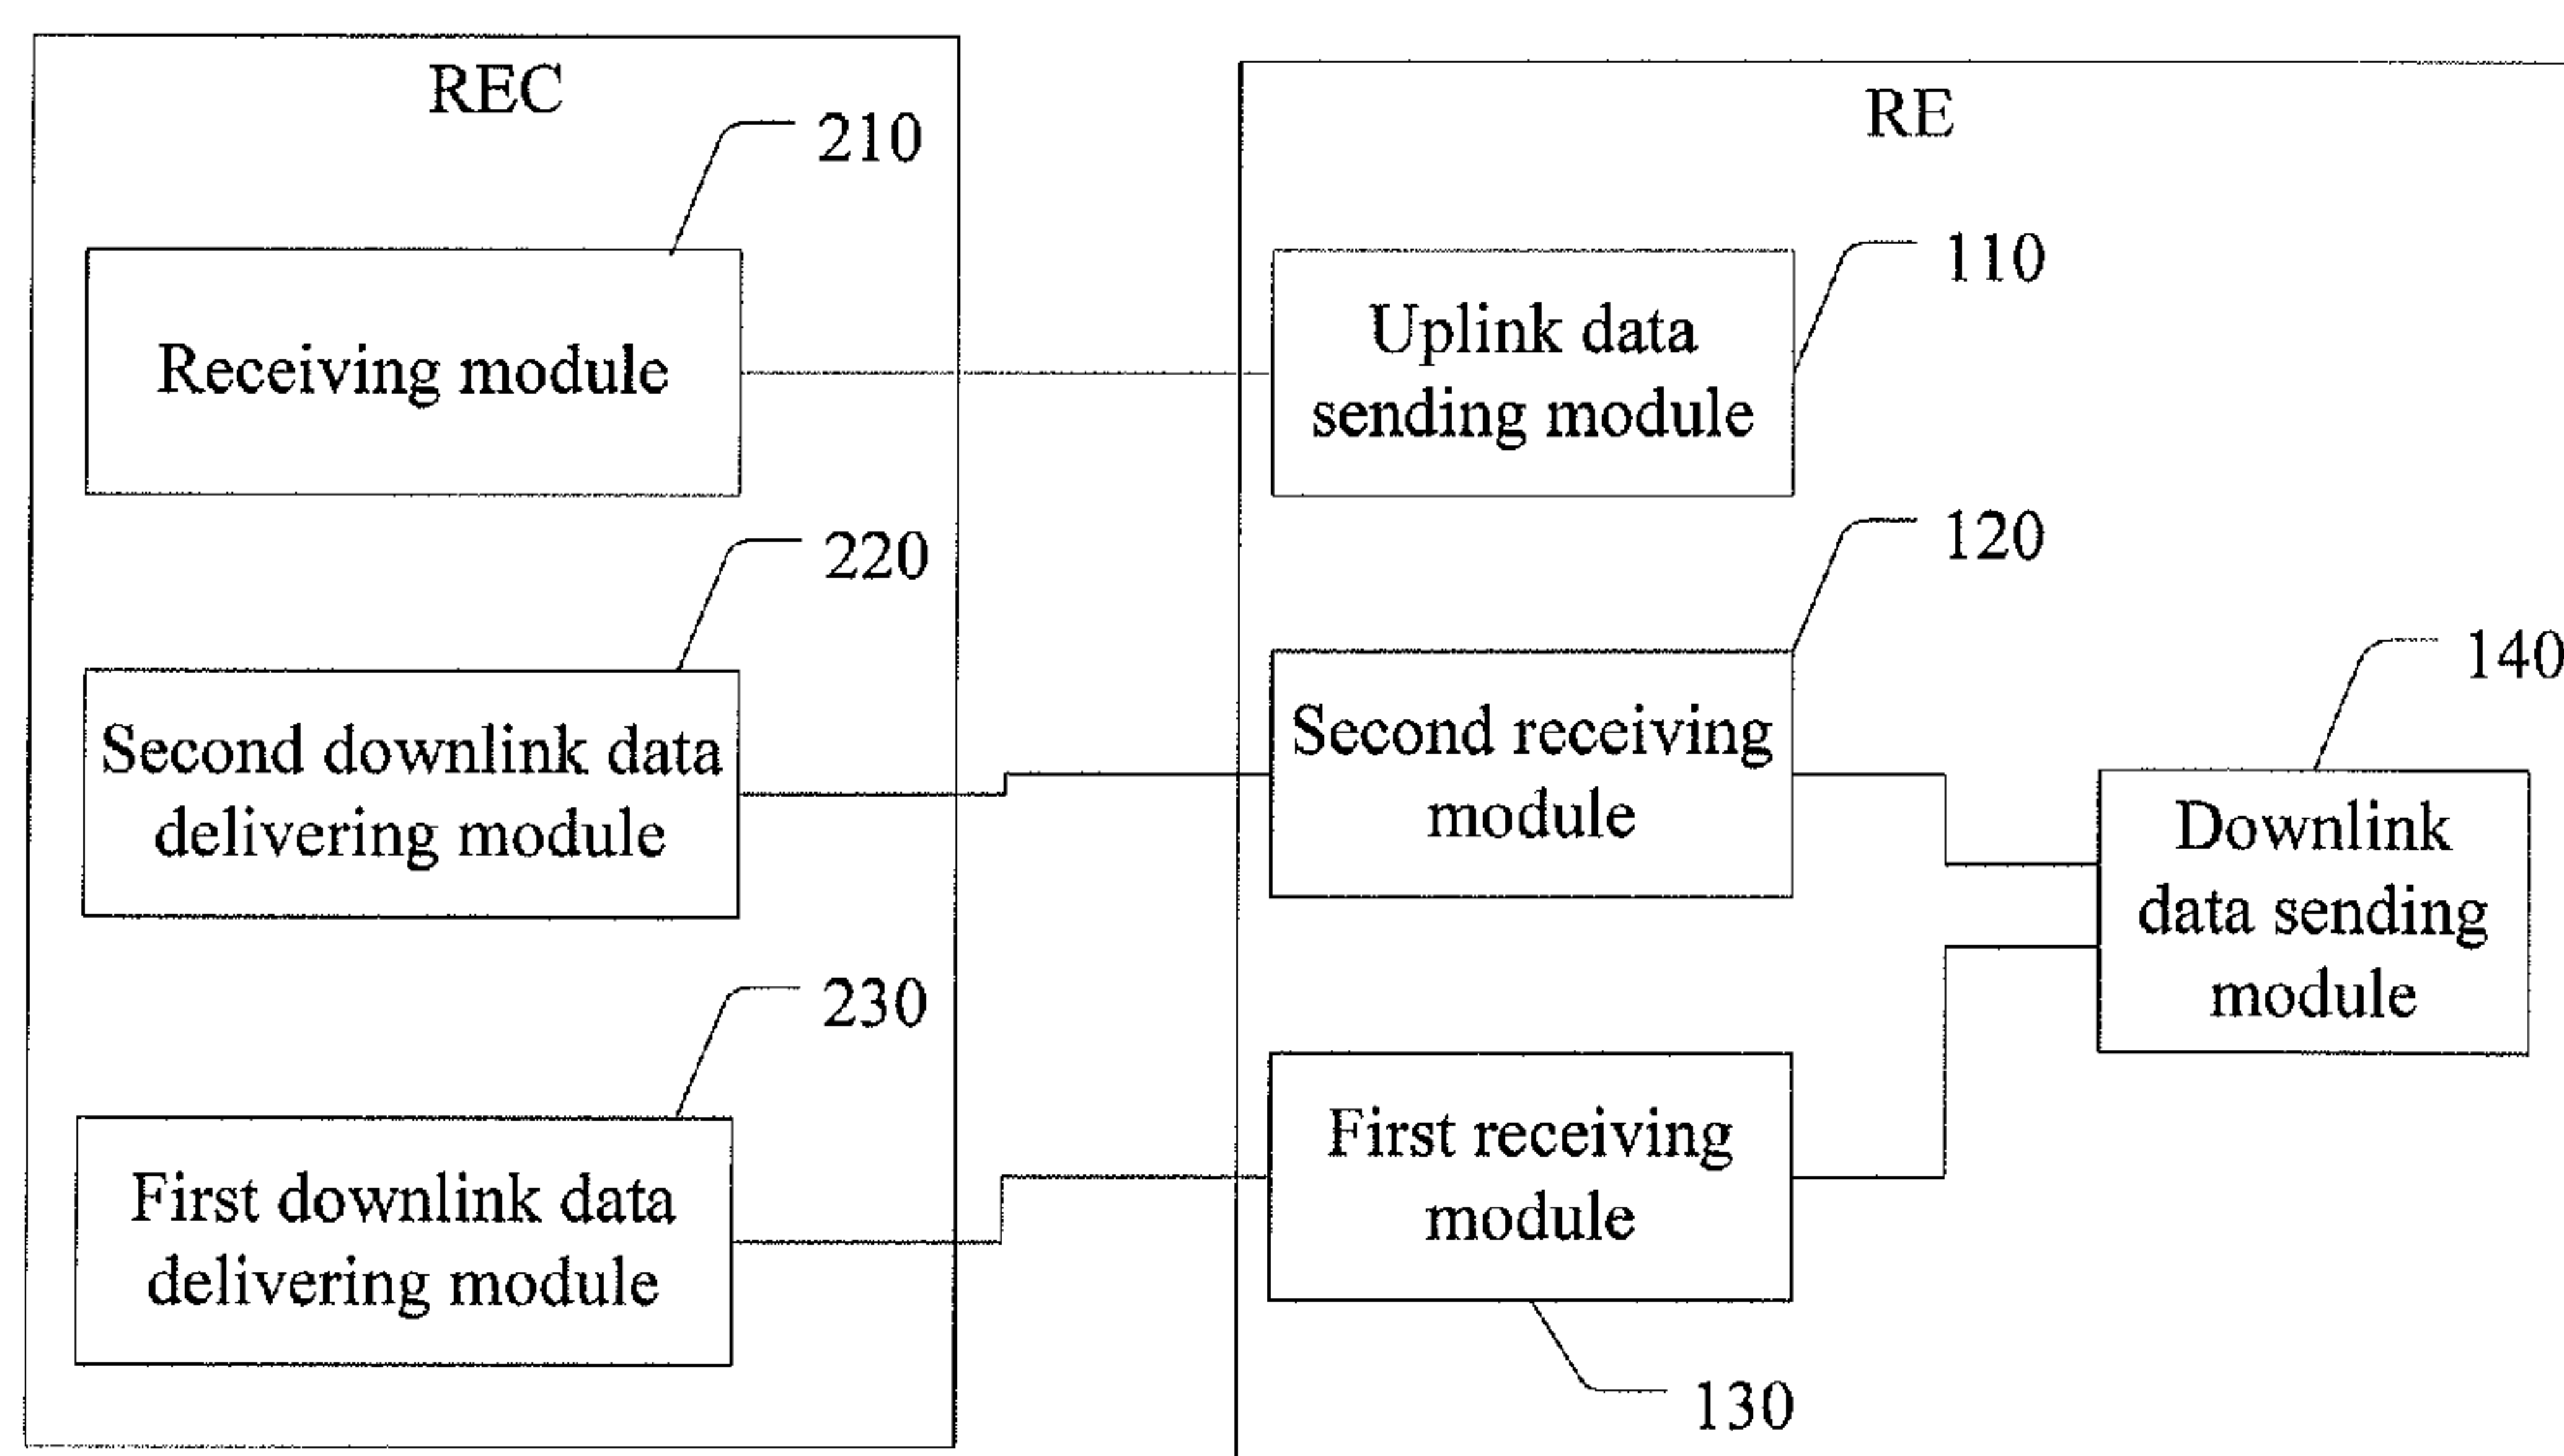 REC
210
Receiving module
220
Second downlink data
delivering module
230
First downlink data
delivering module
RE
110
Uplink data
sending module
120
Second receiving
module
130
First receiving
module
140
Downlink
data sending
module